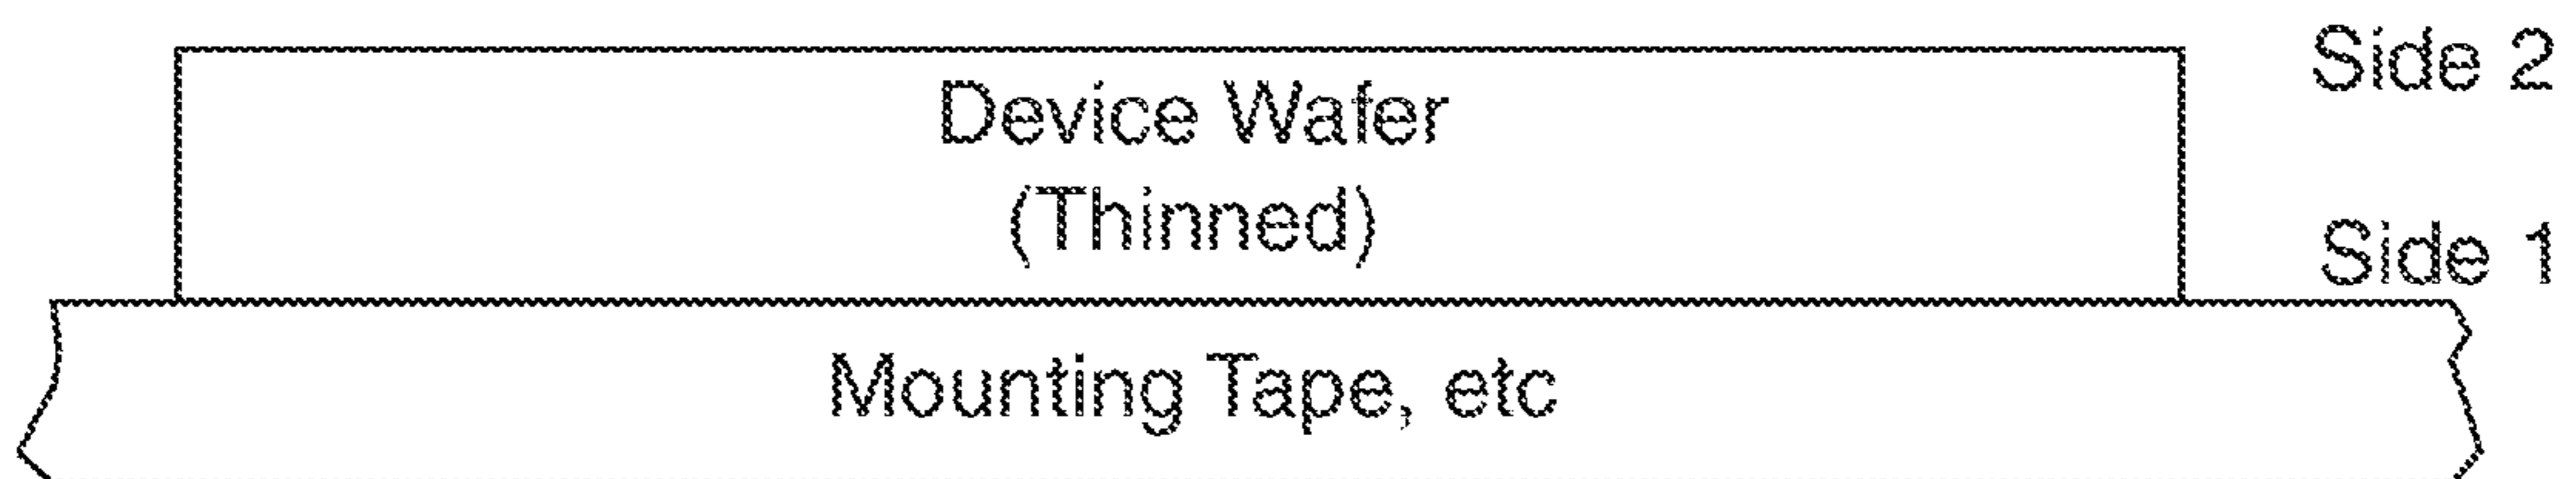 Side 2
Device Wafer
(Thinned)
Side 1
Mounting Tape, etc